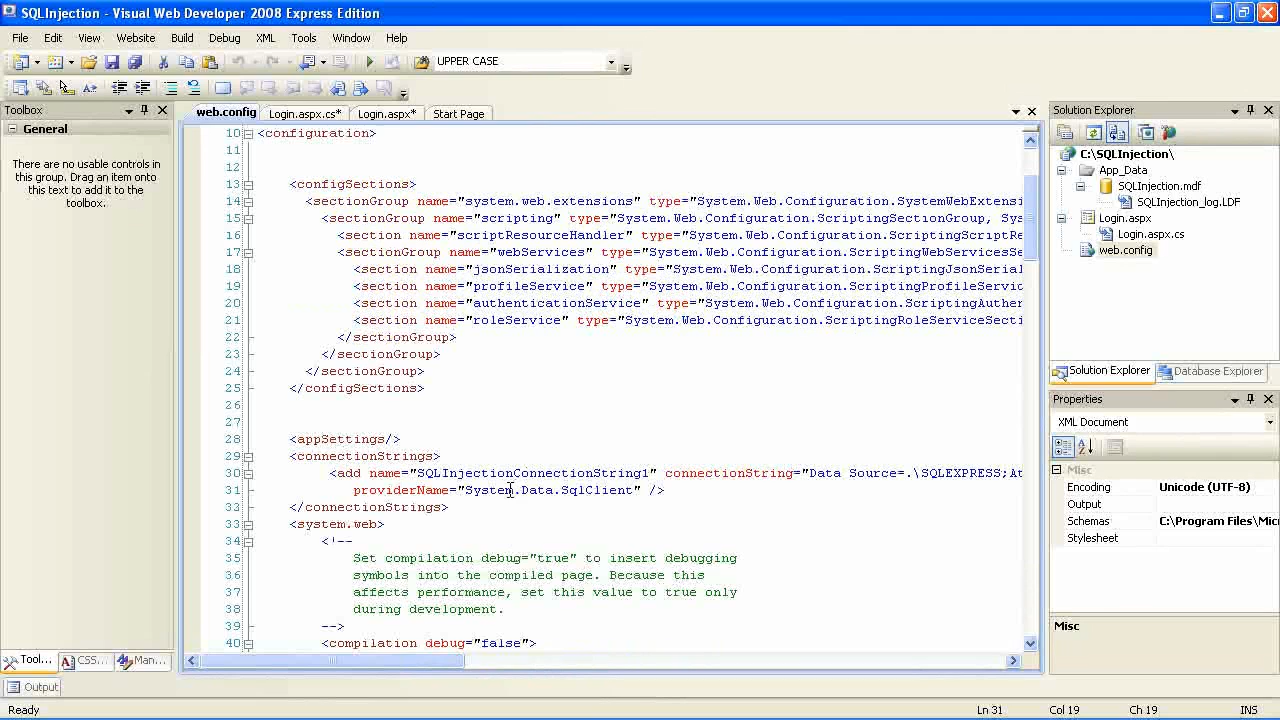 SQLInjection - Visual Web Developer 2008 Express Edition
File Edit View Website Build Debug XML Tools Window Help
UPPER CASE
Toolbox
General
There are no usable controls in
this group. Drag an item onto
this text to add it to the
toolbox.
Tool... CSS... Man...
Output
web.config Login.aspx.cs* Login.aspx* Start Page
10 <configuration>
11
12
13 <configSections>
14 <sectionGroup name="system.web.extensions" type="System.Web.Configuration.SystemWebExtensi
15 <sectionGroup name="scripting" type="System.Web.Configuration.ScriptingSectionGroup, Sys
16 <section name="scriptResourceHandler" type="System.Web.Configuration.ScriptingScriptRe
17 <sectionGroup name="webServices" type="System.Web.Configuration.ScriptingWebServicesSe
18 <section name="jsonSerialization" type="System.Web.Configuration.ScriptingJsonSerial
19 <section name="profileService" type="System.Web.Configuration.ScriptingProfileServic
20 <section name="authenticationService" type="System.Web.Configuration.ScriptingAuthen
21 <section name="roleService" type="System.Web.Configuration.ScriptingRoleServiceSecti
22 </sectionGroup>
23 </sectionGroup>
24 </sectionGroup>
25 </configSections>
26
27
28 <appSettings/>
29 <connectionStrings>
30 <add name="SQLInjectionConnectionString1" connectionString="Data Source=.\SQLEXPRESS;At
31 providerName="System.Data.SqlClient" />
32 </connectionStrings>
33 <system.web>
34 <!--
35 Set compilation debug="true" to insert debugging
36 symbols into the compiled page. Because this
37 affects performance, set this value to true only
38 during development.
39 -->
40 <compilation debug="false">
Solution Explorer
C:\SQLInjection\
App_Data
SQLInjection.mdf
SQLInjection_log.LDF
Login.aspx
Login.aspx.cs
web.config
Solution Explorer Database Explorer
Properties
XML Document
Misc
Encoding Unicode (UTF-8)
Output
Schemas C:\Program Files\Micr
Stylesheet
Misc
Ready Ln 31 Col 19 Ch 19 INS